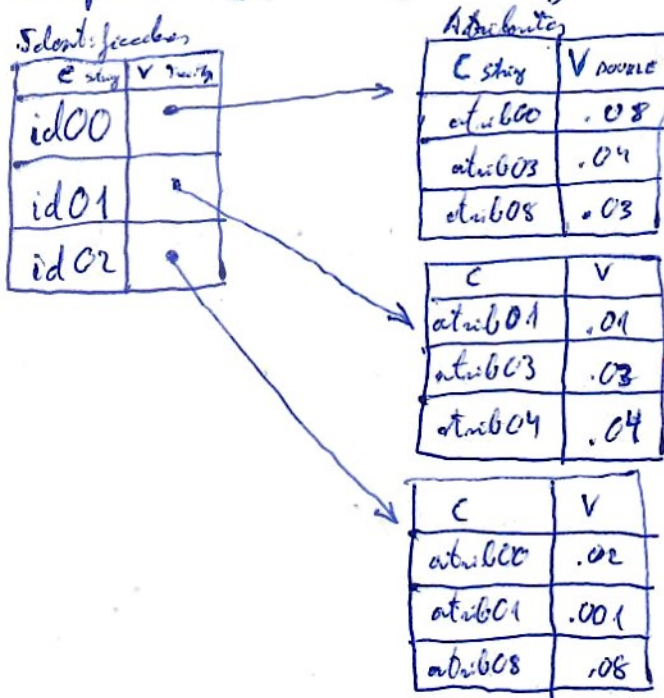 Identificadores
C string V
id00
id01
id02
Atributos
C string V DOUBLE
atrib00 .08
atrib03 .04
atrib08 .03
C V
atrib01 .01
atrib03 .03
atrib04 .04
C V
atrib00 .02
atrib01 .001
atrib08 .08